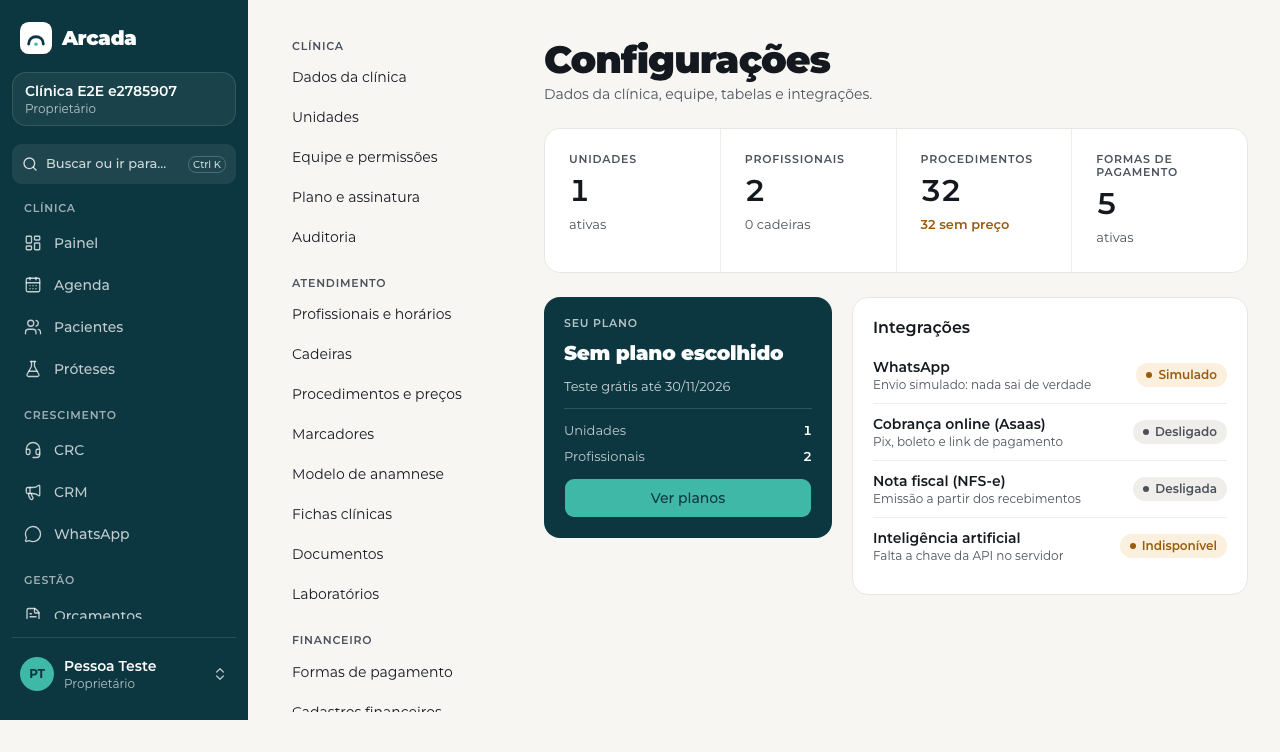 Arcada
Clínica E2E e2785907
Proprietário
Buscar ou ir para...
Ctrl K
CLÍNICA
Painel
Agenda
Pacientes
Próteses
CRESCIMENTO
CRC
CRM
WhatsApp
GESTÃO
Orçamentos
PT
Pessoa Teste
Proprietário
CLÍNICA
Dados da clínica
Unidades
Equipe e permissões
Plano e assinatura
Auditoria
ATENDIMENTO
Profissionais e horários
Cadeiras
Procedimentos e preços
Marcadores
Modelo de anamnese
Fichas clínicas
Documentos
Laboratórios
FINANCEIRO
Formas de pagamento
Cadastros financeiros
Configurações
Dados da clínica, equipe, tabelas e integrações.
UNIDADES
1
ativas
PROFISSIONAIS
2
0 cadeiras
PROCEDIMENTOS
32
32 sem preço
FORMAS DE
PAGAMENTO
5
ativas
SEU PLANO
Sem plano escolhido
Teste grátis até 30/11/2026
Unidades 1
Profissionais 2
Ver planos
Integrações
WhatsApp
Envio simulado: nada sai de verdade
Simulado
Cobrança online (Asaas)
Pix, boleto e link de pagamento
Desligado
Nota fiscal (NFS-e)
Emissão a partir dos recebimentos
Desligada
Inteligência artificial
Falta a chave da API no servidor
Indisponível